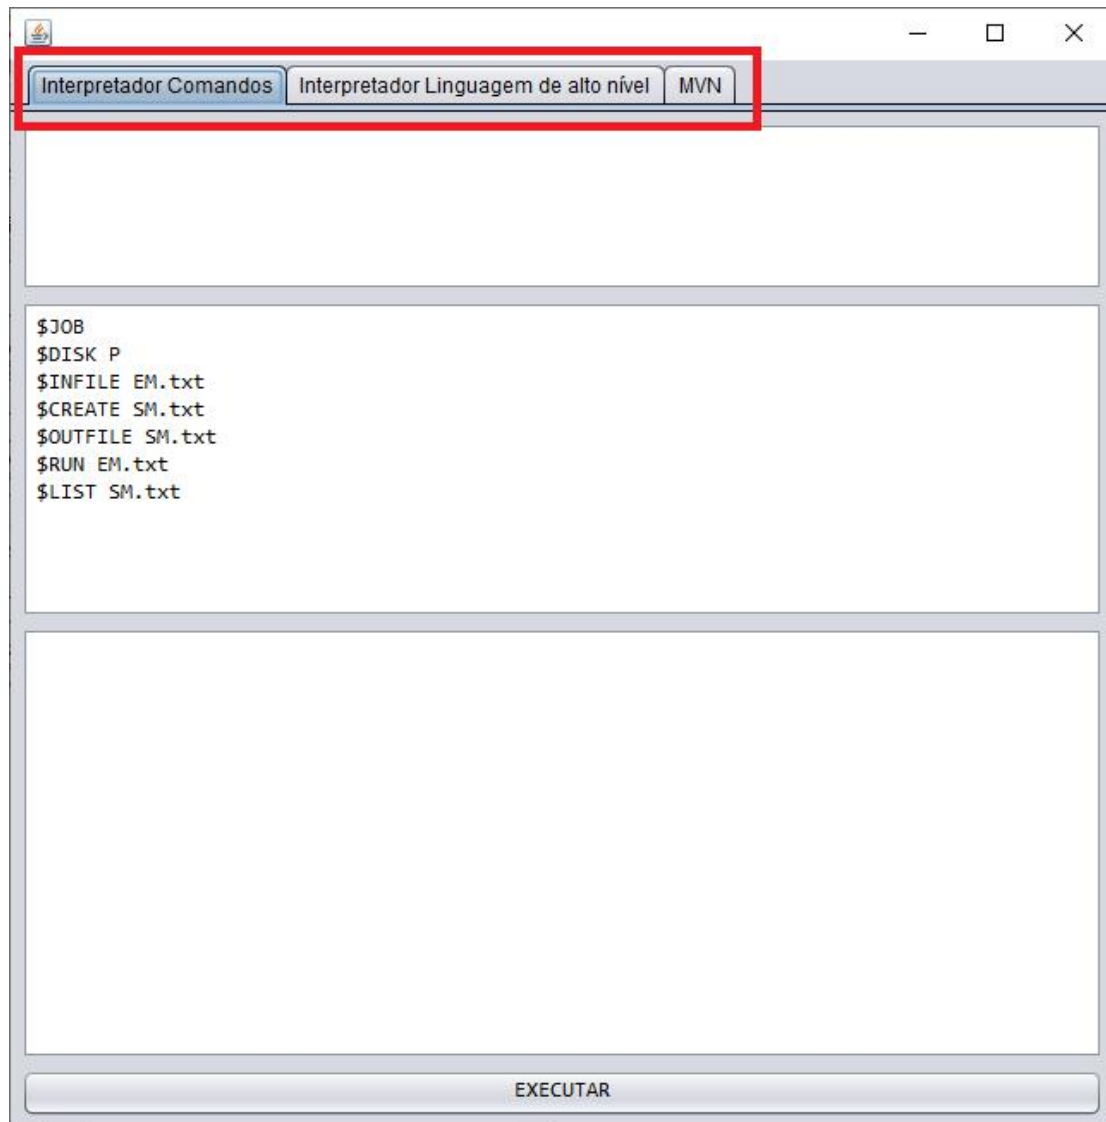 Interpretador Comandos Interpretador Linguagem de alto nível MVN
$JOB
$DISK P
$INFILE EM.txt
$CREATE SM.txt
$OUTFILE SM.txt
$RUN EM.txt
$LIST SM.txt
EXECUTAR